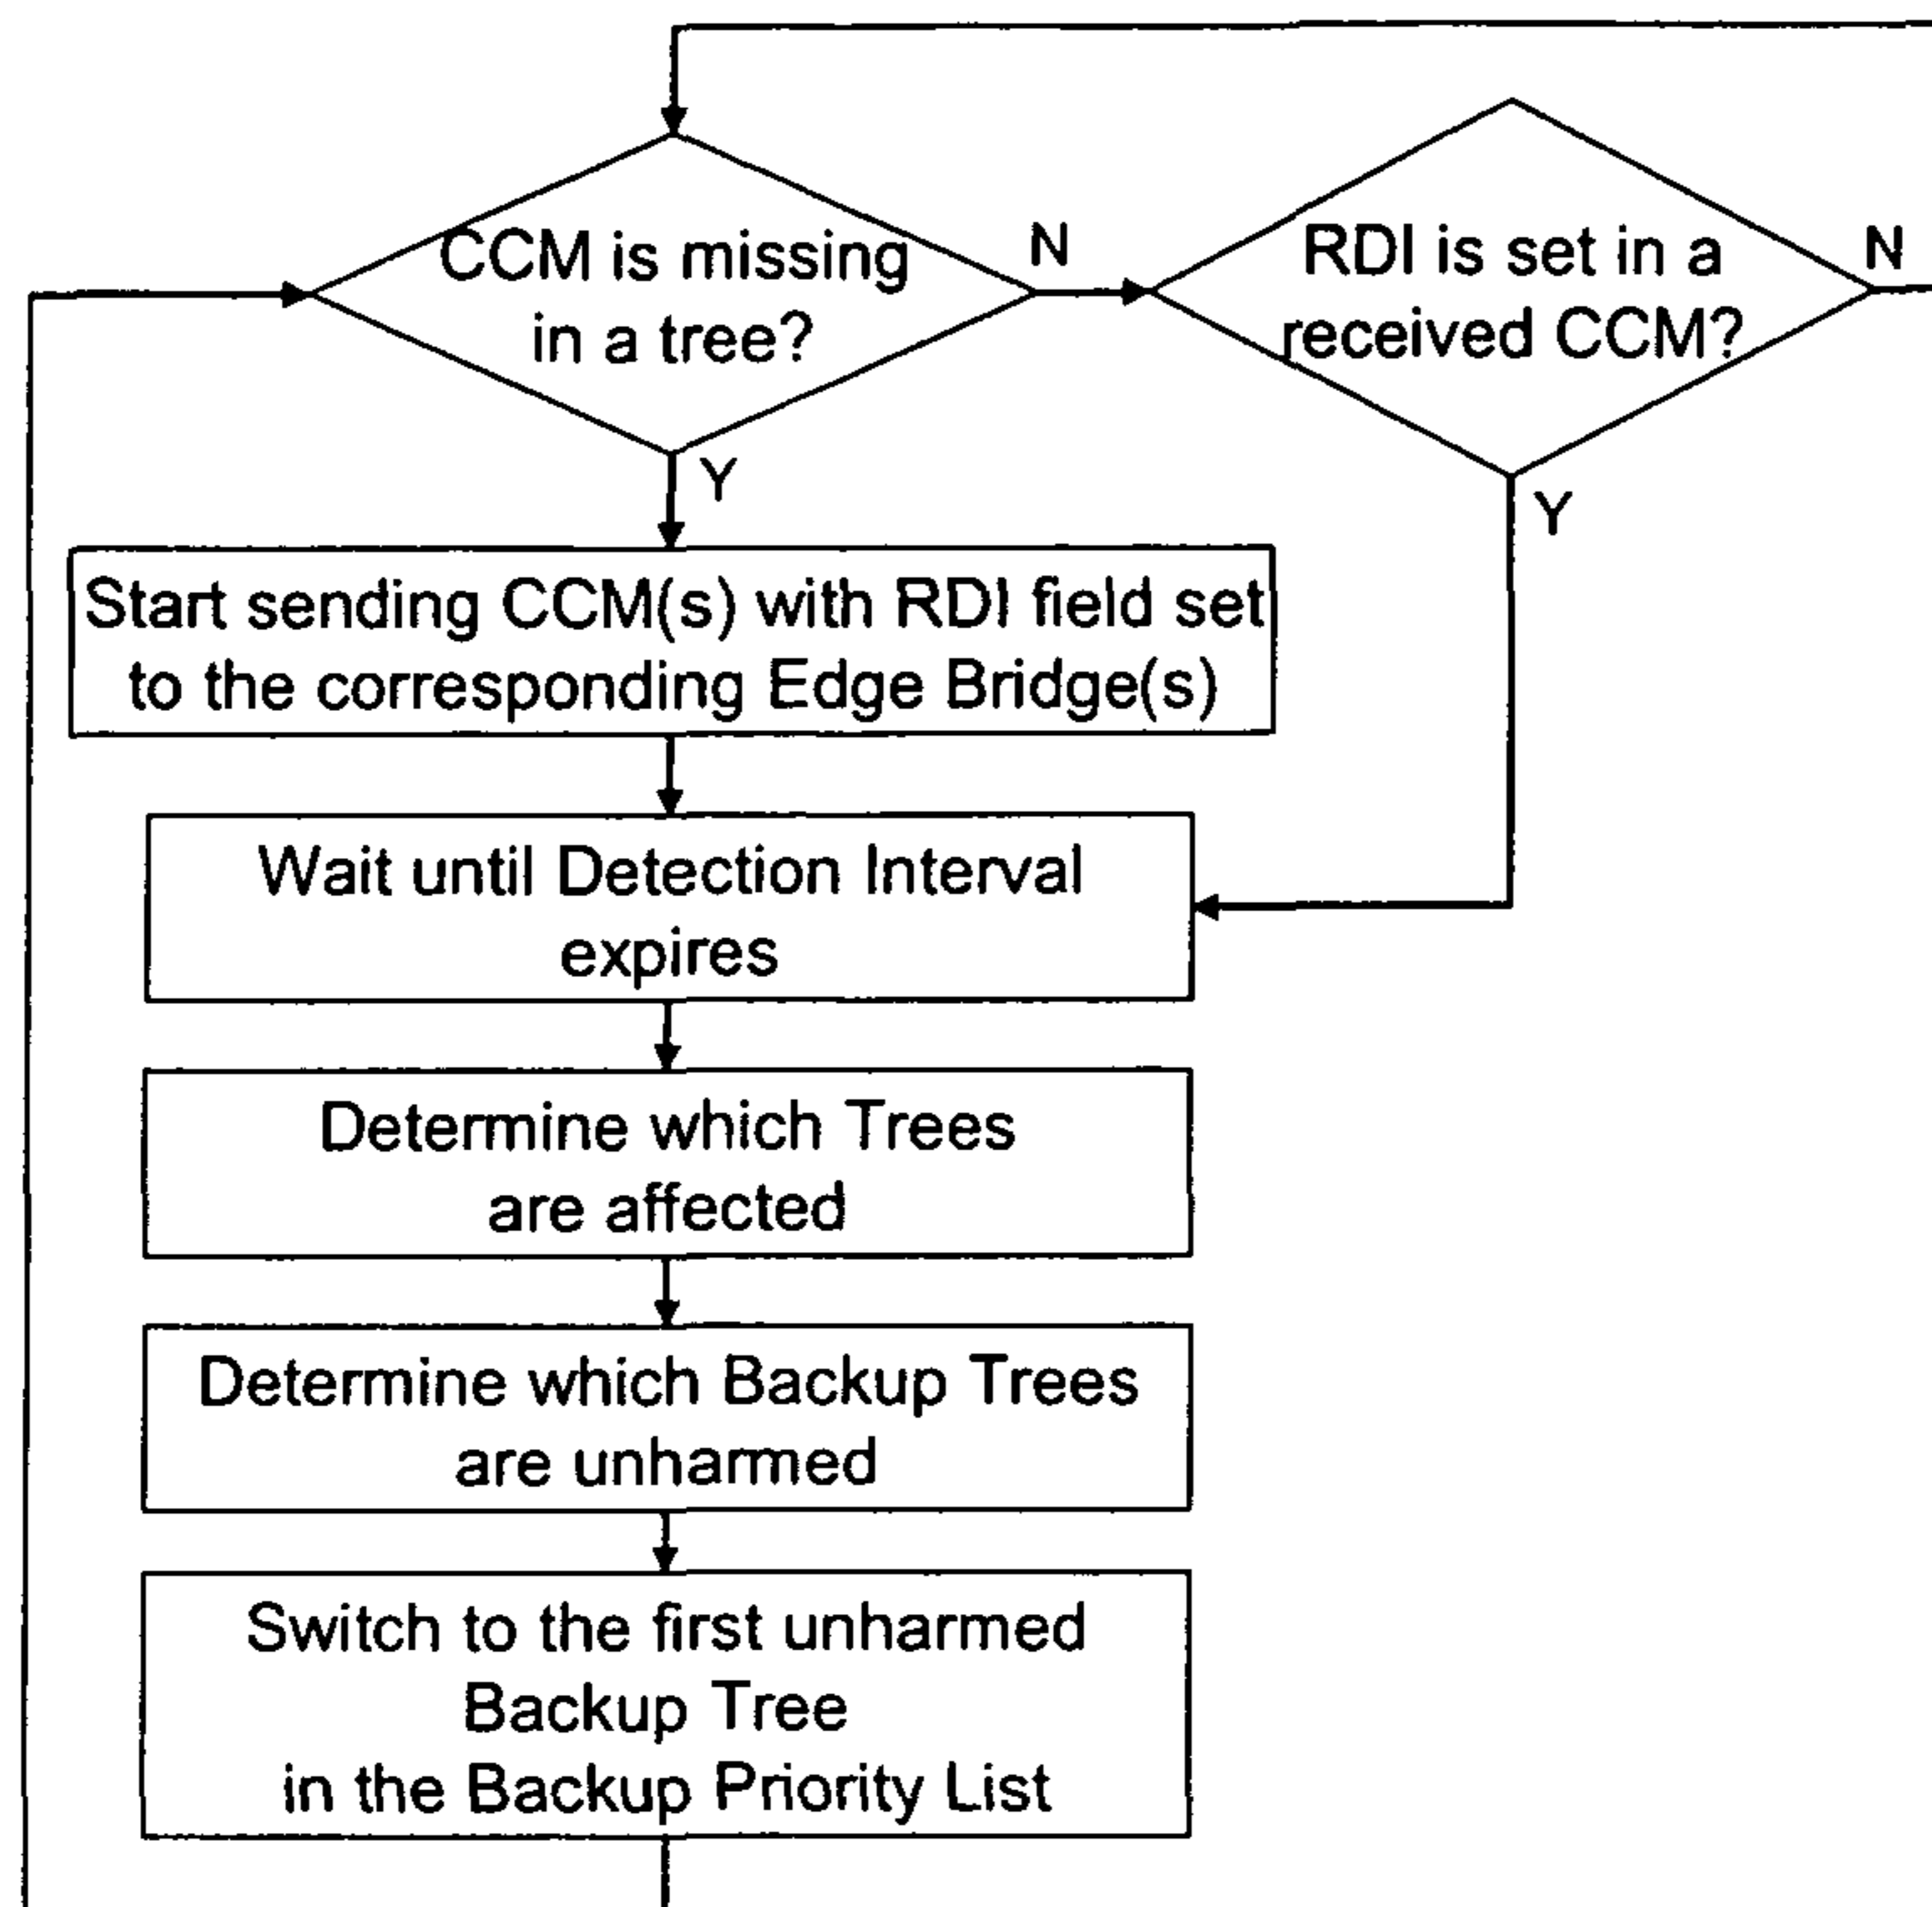 CCM is missing
in a tree?
N
RDI is set in a
received CCM?
N
Y
Y
Start sending CCM(s) with RDI field set
to the corresponding Edge Bridge(s)
Wait until Detection Interval
expires
Determine which Trees
are affected
Determine which Backup Trees
are unharmed
Switch to the first unharmed
Backup Tree
in the Backup Priority List